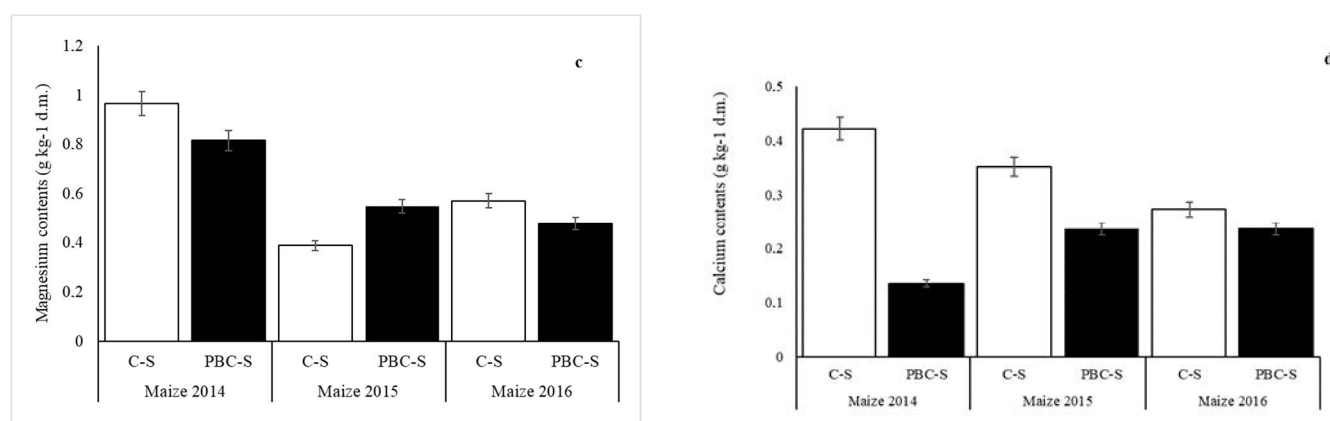 c
Magnesium contents (g kg-1 d.m.)
1.2
1
0.8
0.6
0.4
0.2
0
C-S PBC-S C-S PBC-S C-S PBC-S
Maize 2014 Maize 2015 Maize 2016
d
Calcium contents (g kg-1 d.m.)
0.5
0.4
0.3
0.2
0.1
0
C-S PBC-S C-S PBC-S C-S PBC-S
Maize 2014 Maize 2015 Maize 2016